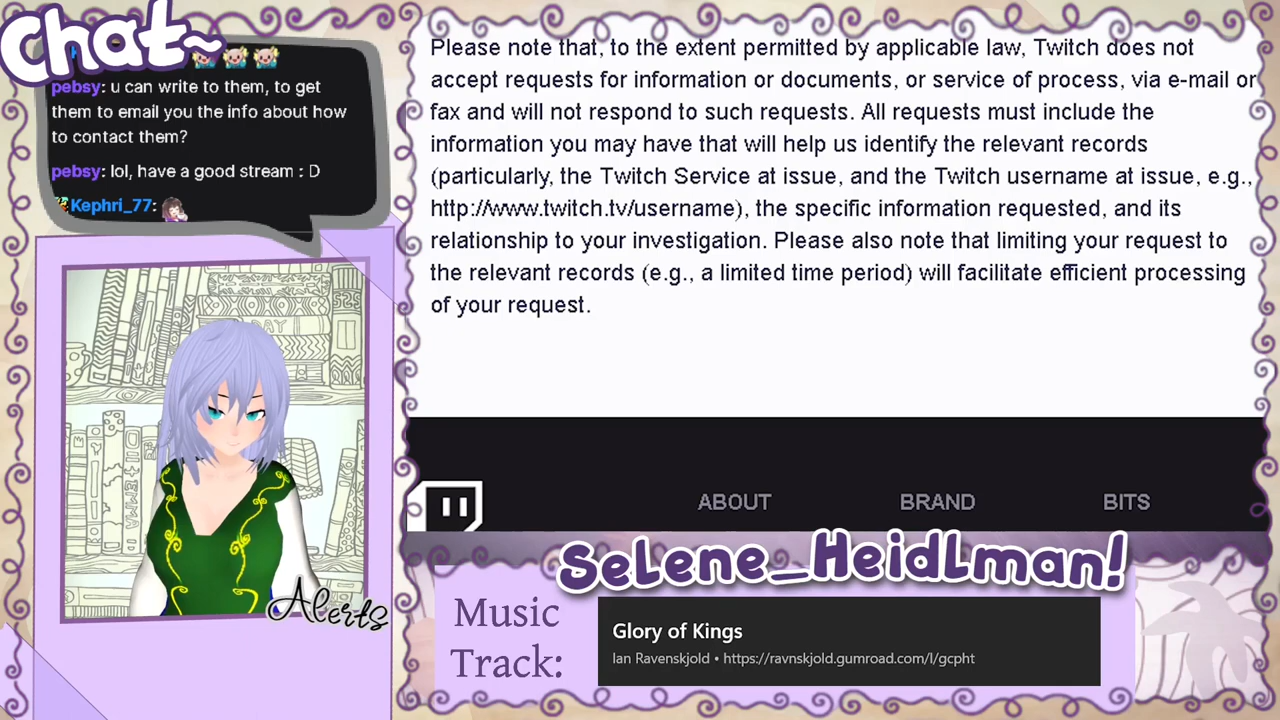 Chat~
pebsy: u can write to them, to get
them to email you the info about how
to contact them?
pebsy: lol, have a good stream : D
Kephri_77:
Please note that, to the extent permitted by applicable law, Twitch does not
accept requests for information or documents, or service of process, via e-mail or
fax and will not respond to such requests. All requests must include the
information you may have that will help us identify the relevant records
(particularly, the Twitch Service at issue, and the Twitch username at issue, e.g.,
http://www.twitch.tv/username), the specific information requested, and its
relationship to your investigation. Please also note that limiting your request to
the relevant records (e.g., a limited time period) will facilitate efficient processing
of your request.
ABOUT BRAND BITS
Alerts
Selene_Heidlman!
Music
Track:
Glory of Kings
Ian Ravenskjold • https://ravnskjold.gumroad.com/l/gcpht